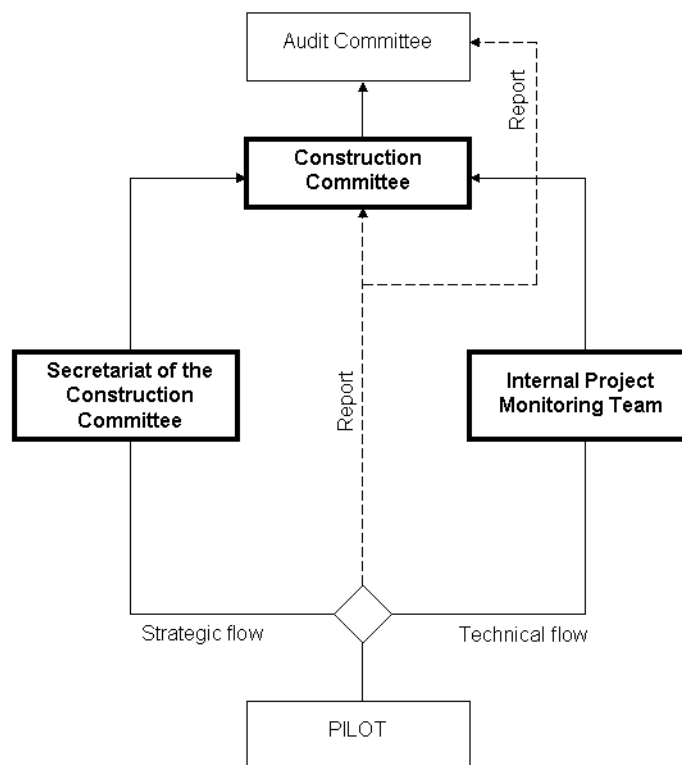 Audit Committee
Report
Construction
Committee
Secretariat of the
Construction
Committee
Report
Internal Project
Monitoring Team
Strategic flow
Technical flow
PILOT